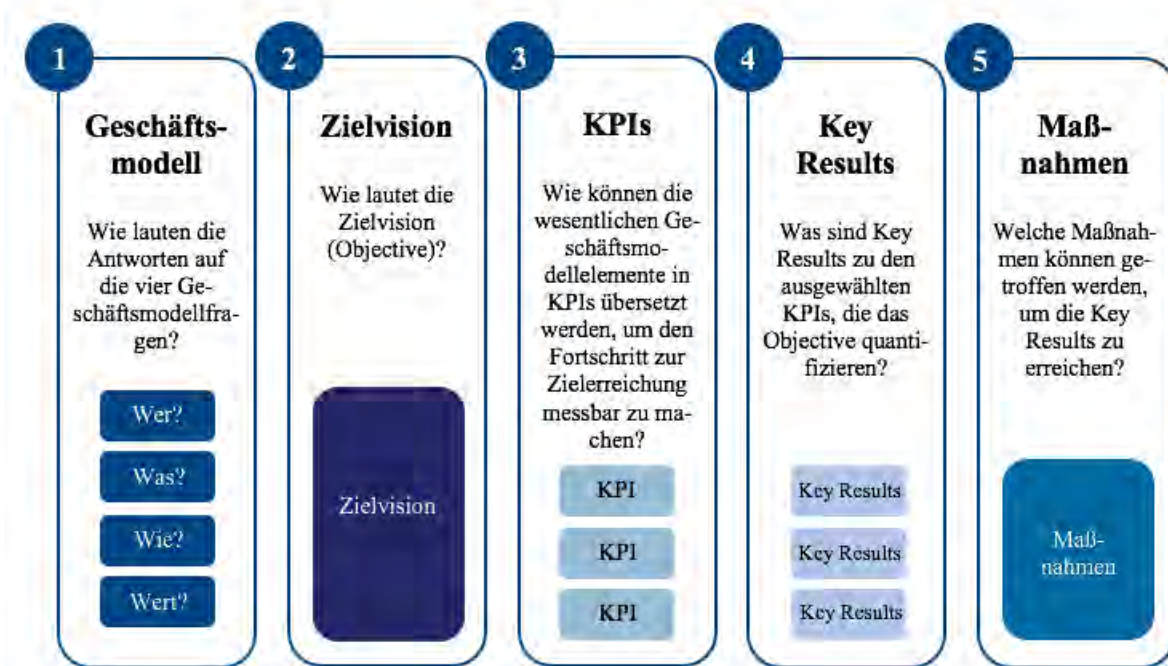 1
Geschäfts-
modell
Wie lauten die
Antworten auf
die vier Ge-
schäftsmodellfra-
gen?
Wer?
Was?
Wie?
Wert?
2
Zielvision
Wie lautet die
Zielvision
(Objective)?
Zielvision
3
KPIs
Wie können die
wesentlichen Ge-
schäftsmo-
dellelemente in
KPIs übersetzt
werden, um den
Fortschritt zur
Zielerreichung
messbar zu ma-
chen?
KPI
KPI
KPI
4
Key
Results
Was sind Key
Results zu den
ausgewählten
KPIs, die das
Objective quanti-
fizieren?
Key Results
Key Results
Key Results
5
Maß-
nahmen
Welche Maßnah-
men können ge-
troffen werden,
um die Key
Results zu
erreichen?
Maß-
nahmen